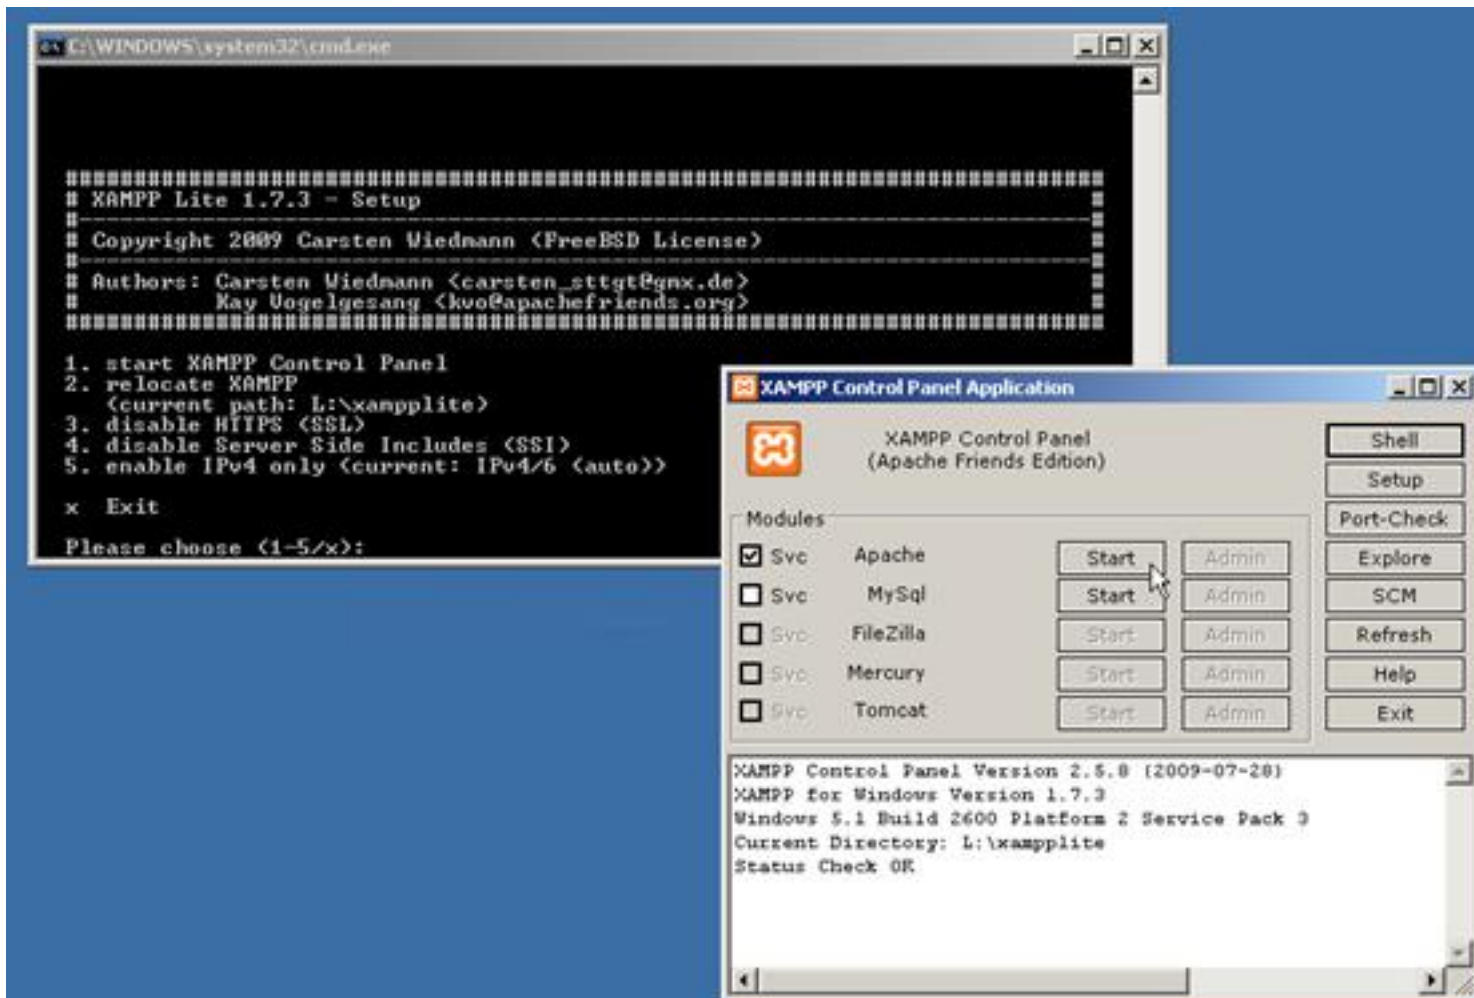 C:\WINDOWS\system32\cmd.exe
################################################################################
# XAMPP Lite 1.7.3 - Setup #
#------------------------------------------------------------------------------#
# Copyright 2009 Carsten Wiedmann (FreeBSD License) #
#------------------------------------------------------------------------------#
# Authors: Carsten Wiedmann <carsten_sttgt@gmx.de> #
# Kay Vogelgesang <kvo@apachefriends.org> #
################################################################################
1. start XAMPP Control Panel
2. relocate XAMPP
(current path: L:\xampplite)
3. disable HTTPS (SSL)
4. disable Server Side Includes (SSI)
5. enable IPv4 only (current: IPv4/6 (auto))
x Exit
Please choose (1-5/x):
XAMPP Control Panel Application
XAMPP Control Panel
(Apache Friends Edition)
Shell
Setup
Port-Check
Explore
SCM
Refresh
Help
Exit
Modules
Svc Apache Start Admin
Svc MySql Start Admin
Svc FileZilla Start Admin
Svc Mercury Start Admin
Svc Tomcat Start Admin
XAMPP Control Panel Version 2.5.8 (2009-07-28)
XAMPP for Windows Version 1.7.3
Windows 5.1 Build 2600 Platform 2 Service Pack 3
Current Directory: L:\xampplite
Status Check OK